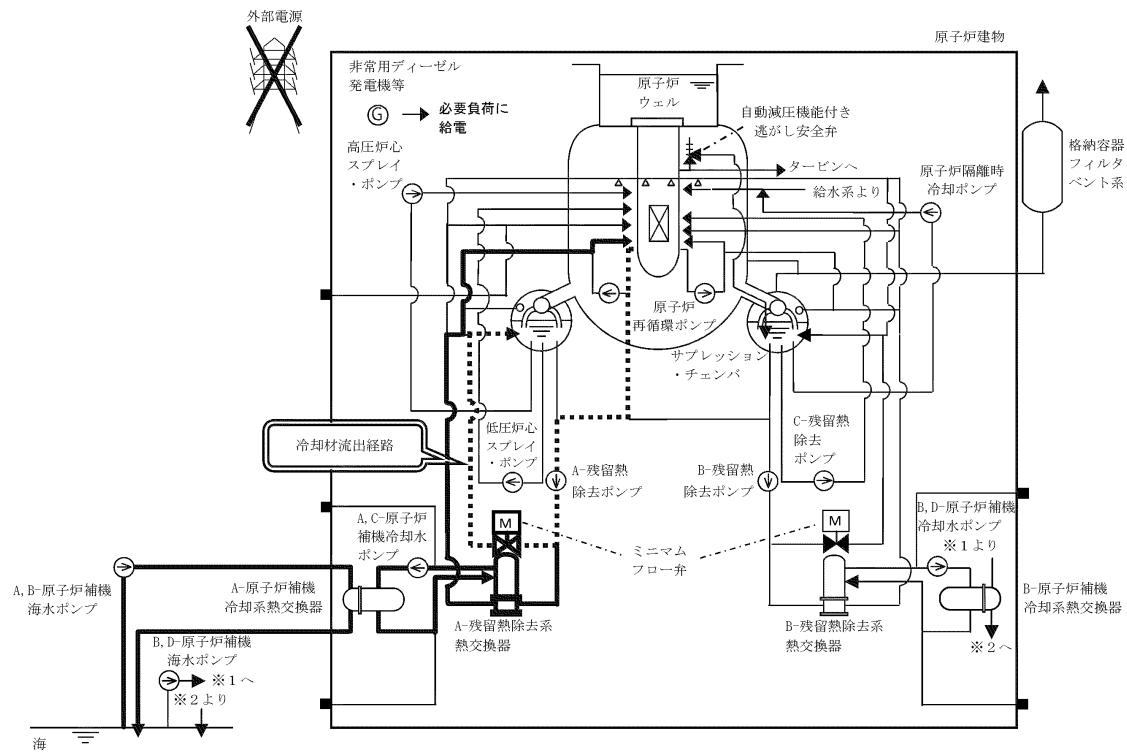 外部電源
原子炉建物
非常用ディーゼル
発電機等
G
必要負荷に
給電
原子炉
ウェル
自動減圧機能付き
逃がし安全弁
高圧炉心
スプレイ
・ポンプ
タービンへ
給水系より
原子炉隔離時
冷却ポンプ
格納容器
フィルタ
ベント系
原子炉
再循環ポンプ
サプレッション
・チェンバ
冷却材流出経路
低圧炉心
スプレイ
・ポンプ
A-残留熱
除去ポンプ
B-残留熱
除去ポンプ
C-残留熱
除去
ポンプ
A,C-原子炉
補機冷却水
ポンプ
M
ミニマム
フロー弁
M
B,D-原子炉補機
冷却水ポンプ
※1より
A,B-原子炉補機
海水ポンプ
A-原子炉補機
冷却系熱交換器
B-原子炉補機
冷却系熱交換器
A-残留熱除去系
熱交換器
B-残留熱除去系
熱交換器
※2へ
B,D-原子炉補機
海水ポンプ
※1へ
※2より
海